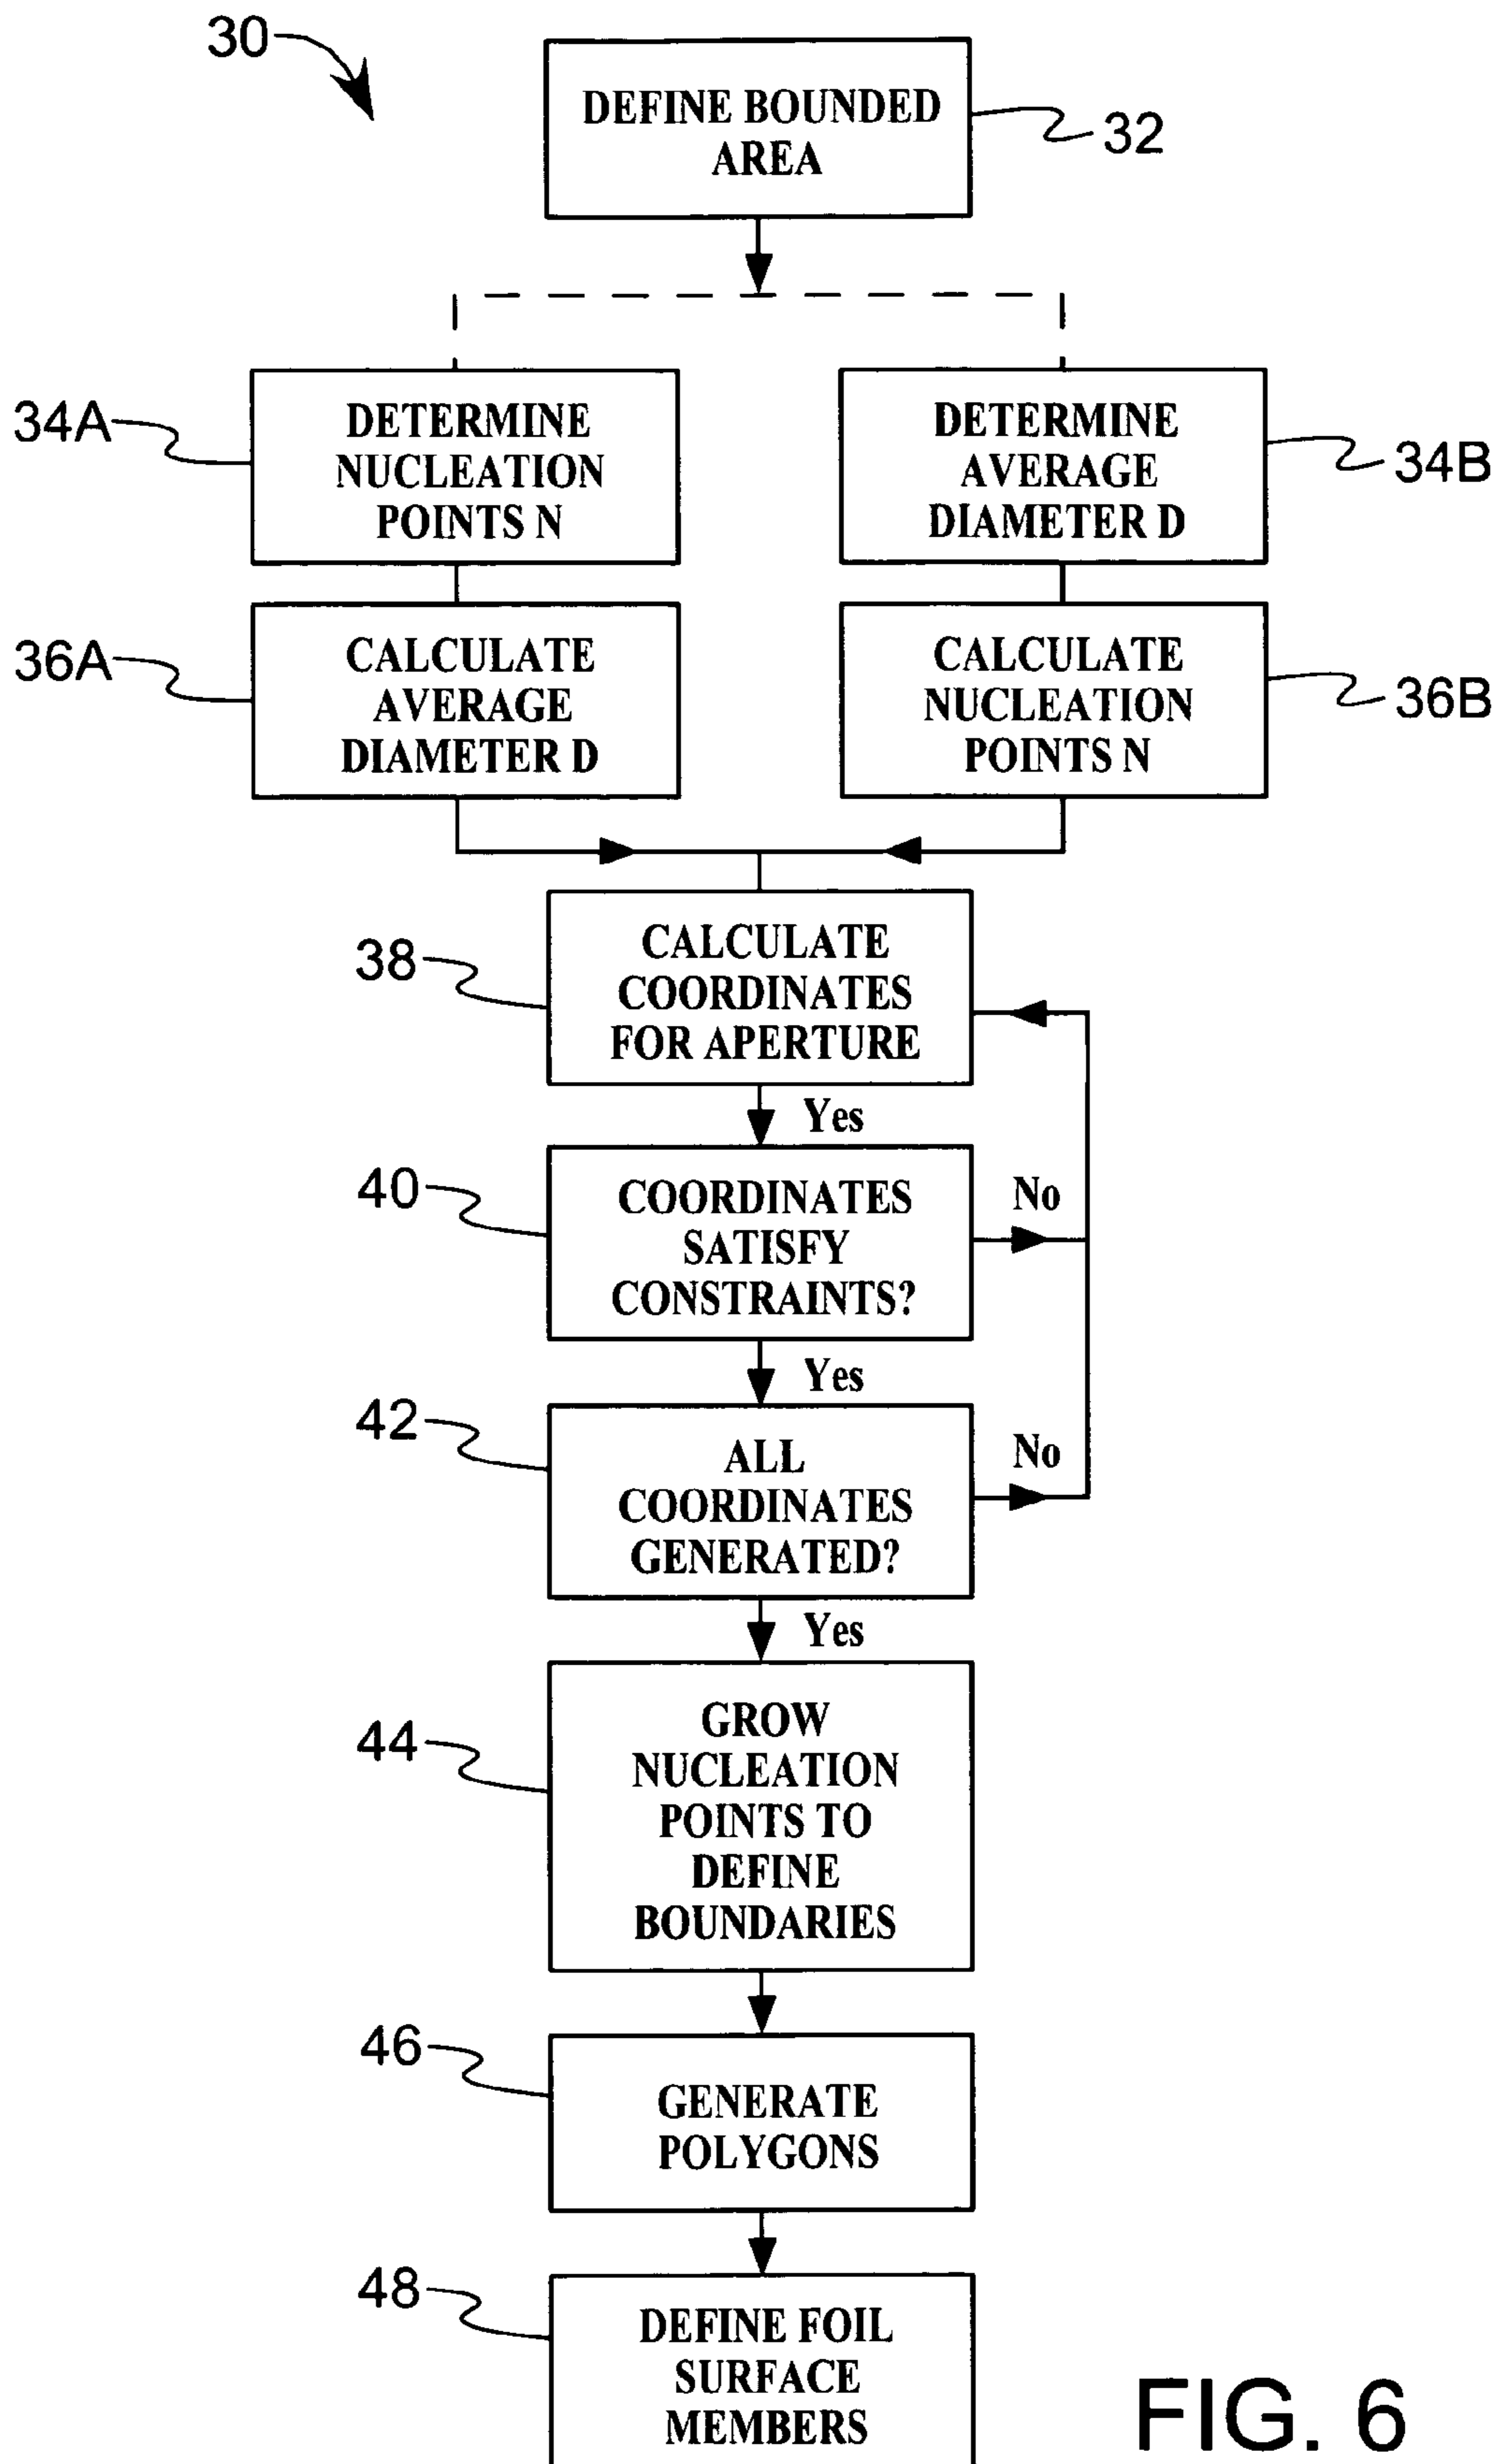 30
DEFINE BOUNDED
AREA
32
34A
DETERMINE
NUCLEATION
POINTS N
DETERMINE
AVERAGE
DIAMETER D
34B
36A
CALCULATE
AVERAGE
DIAMETER D
CALCULATE
NUCLEATION
POINTS N
36B
38
CALCULATE
COORDINATES
FOR APERTURE
Yes
40
COORDINATES
SATISFY
CONSTRAINTS?
No
Yes
42
ALL
COORDINATES
GENERATED?
No
Yes
44
GROW
NUCLEATION
POINTS TO
DEFINE
BOUNDARIES
46
GENERATE
POLYGONS
48
DEFINE FOIL
SURFACE
MEMBERS
FIG. 6